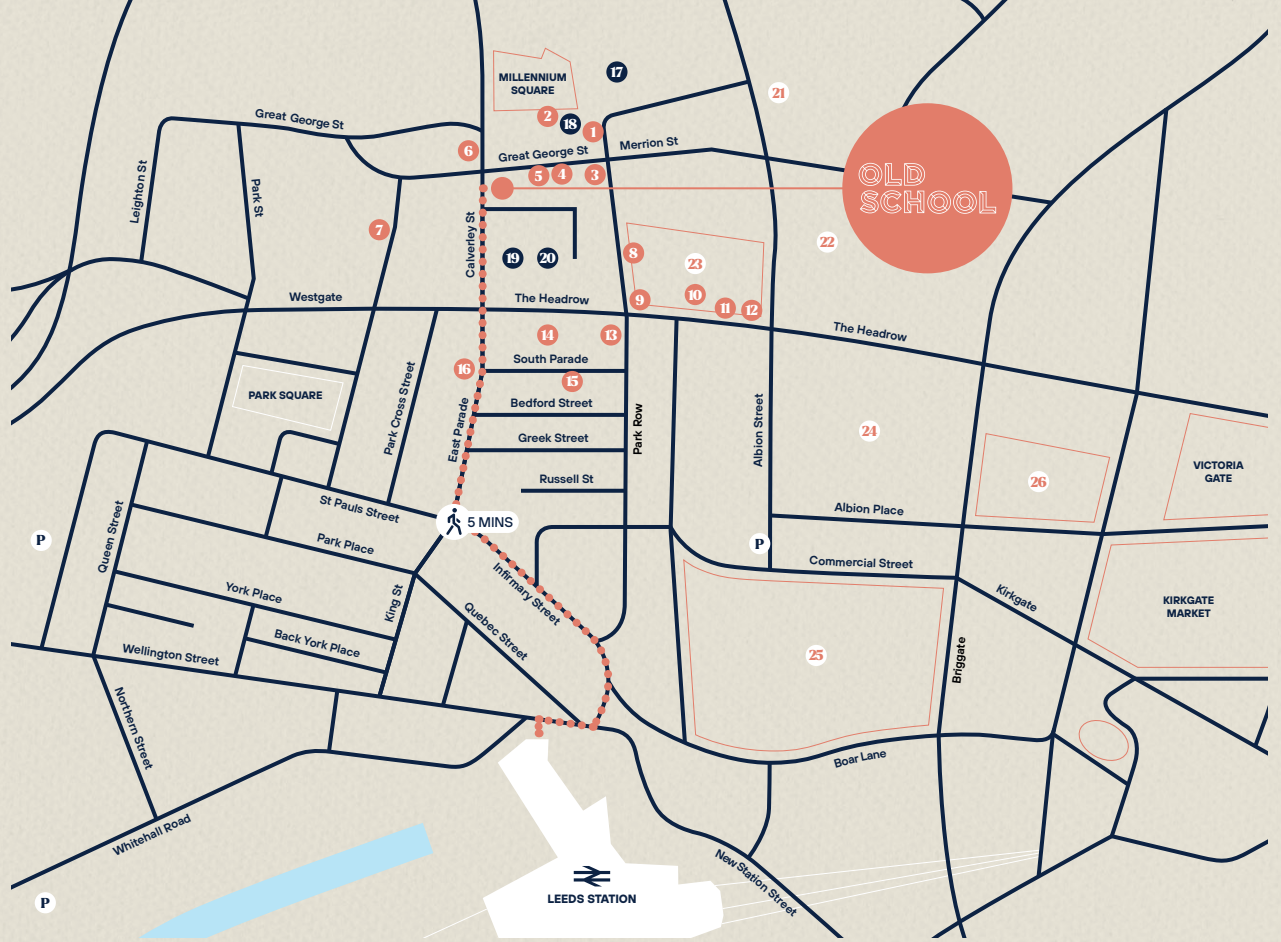 MILLENNIUM
SQUARE
17
21
2
18
1
Great George St
Merrion St
6
Great George St
5
4
3
OLD
SCHOOL
Leighton St
Park St
7
Calverley St
8
22
19
20
23
Westgate
The Headrow
9
10
11
12
14
13
The Headrow
South Parade
16
15
PARK SQUARE
Park Cross Street
East Parade
Bedford Street
Park Row
Albion Street
24
Greek Street
VICTORIA
GATE
Russell St
26
St Pauls Street
Albion Place
5 MINS
Queen Street
P
Park Place
P
Commercial Street
Infirmary Street
York Place
King St
Kirkgate
KIRKGATE
MARKET
Quebec Street
Back York Place
Wellington Street
25
Briggate
Northern Street
Boar Lane
Whitehall Road
New Station Street
LEEDS STATION
P